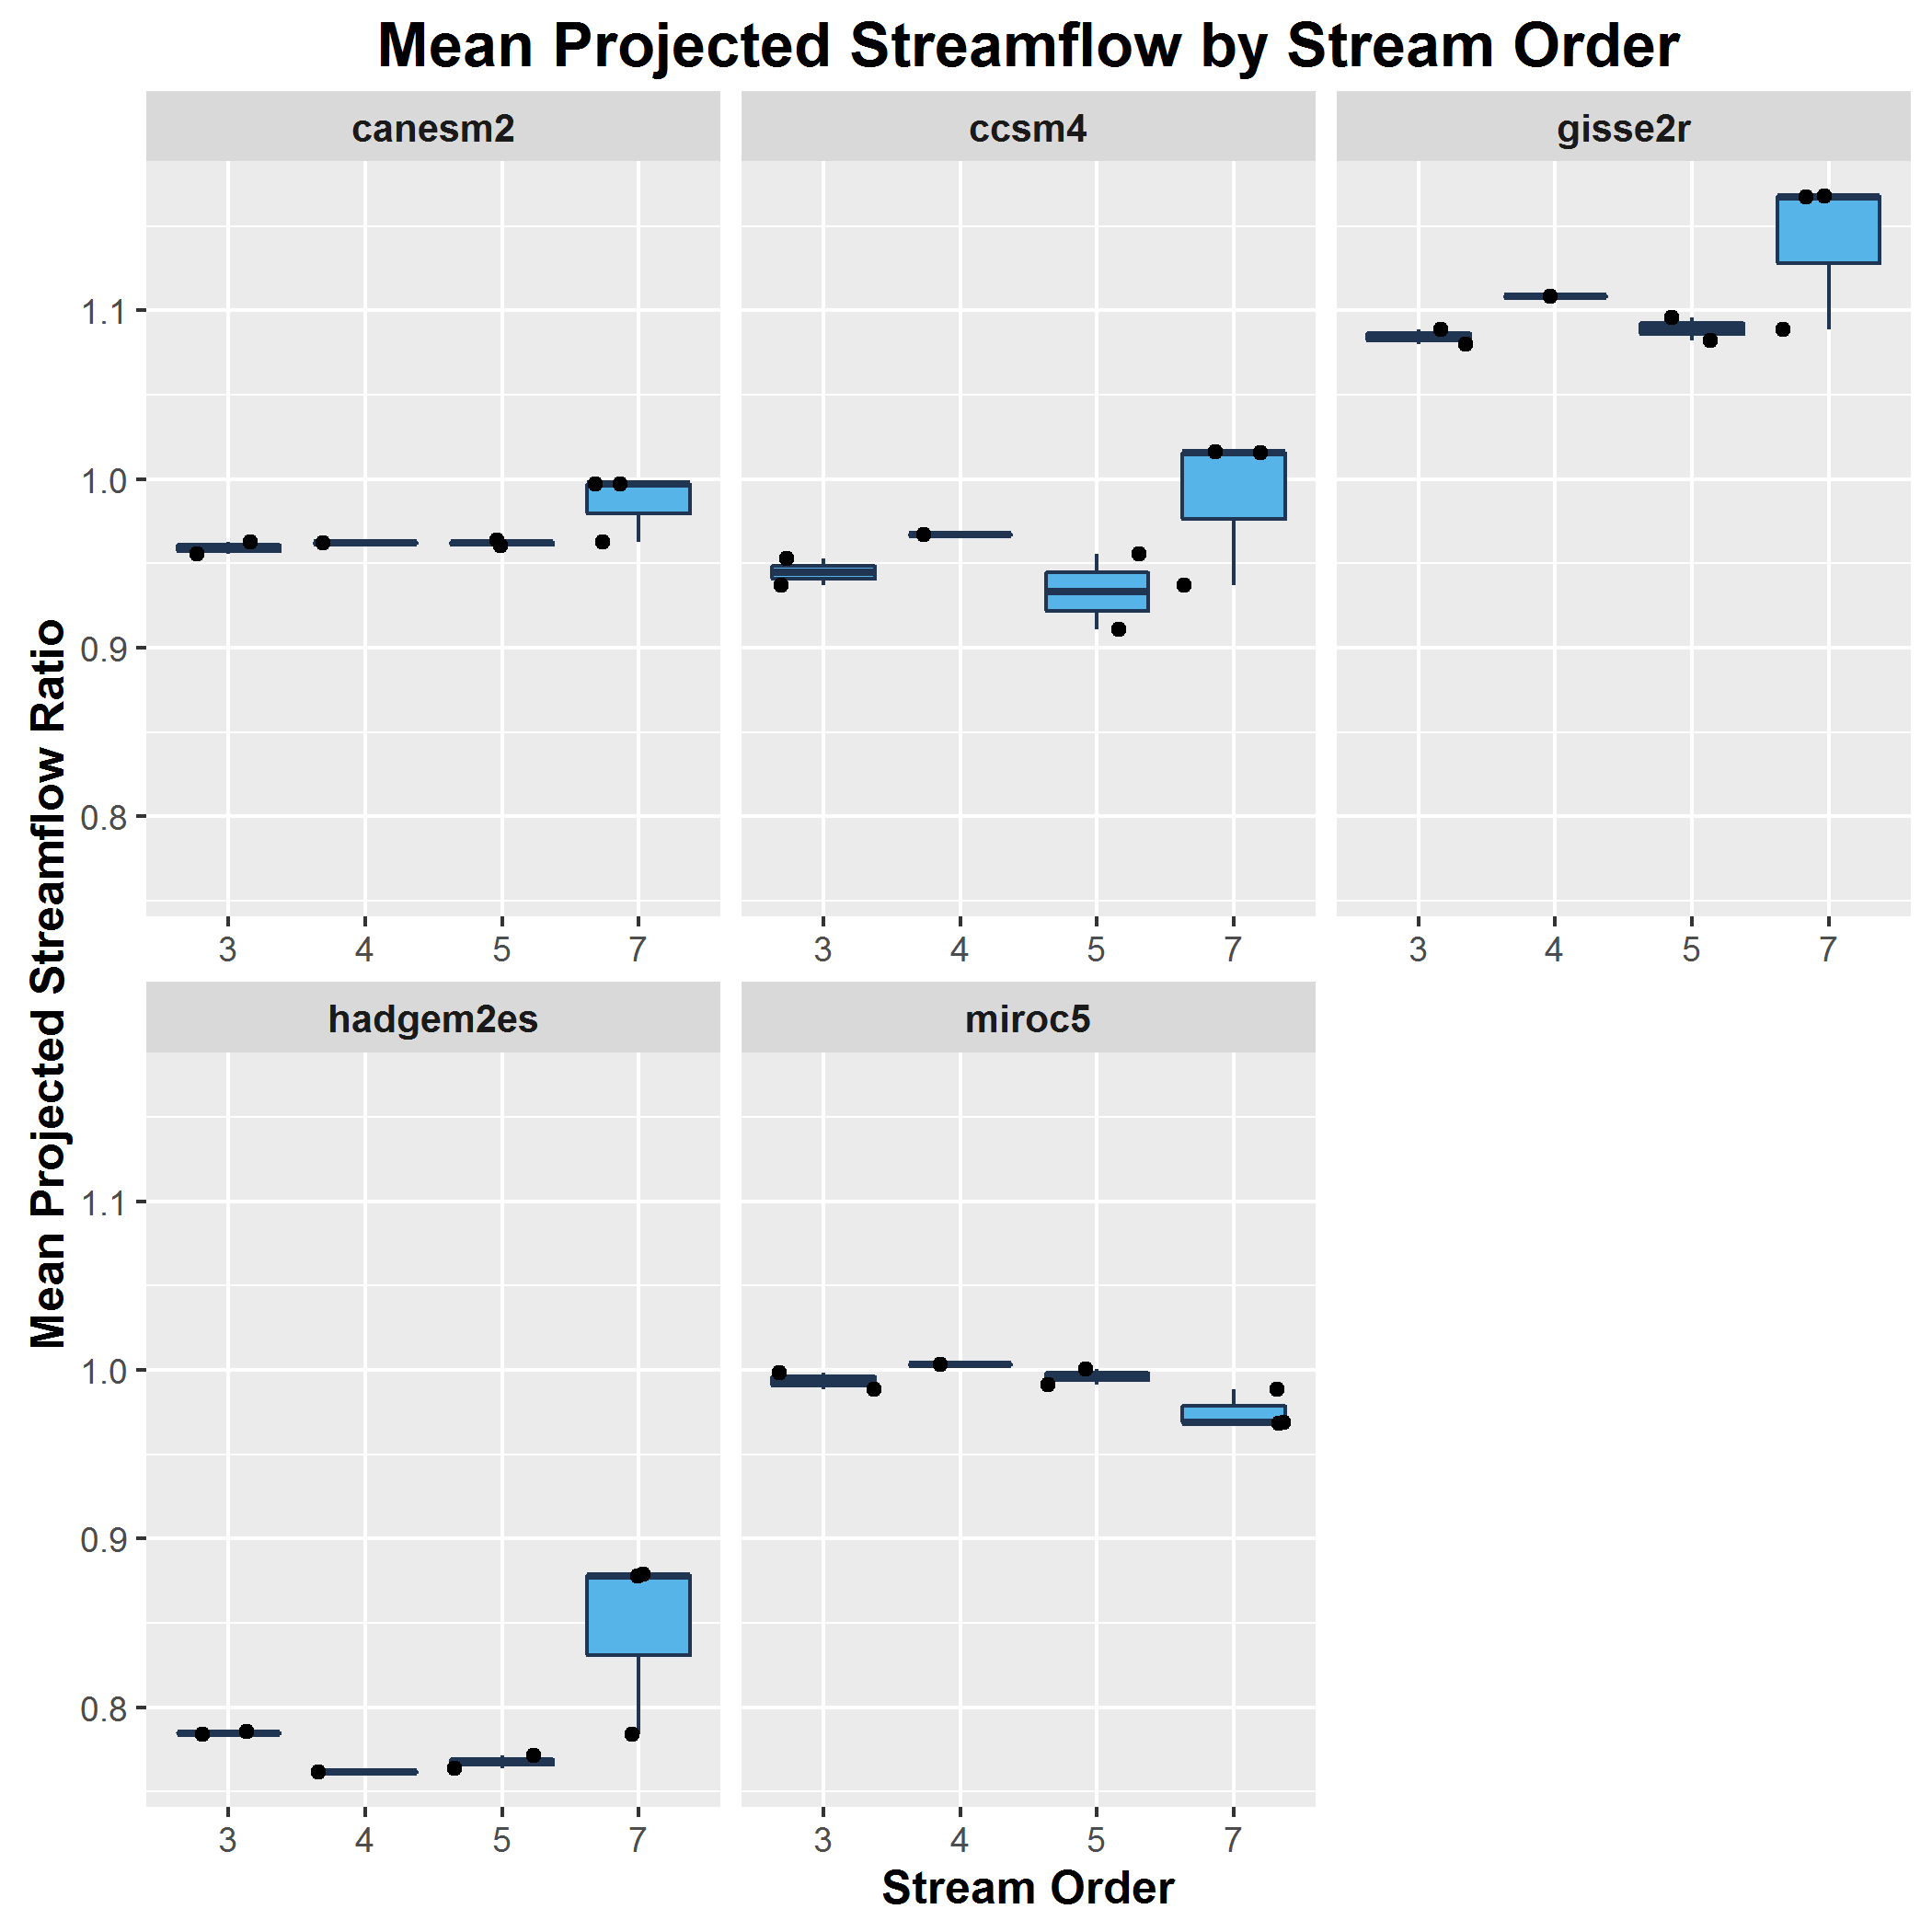 Mean Projected Streamflow by Stream Order
canesm2
ccsm4
gisse2r
Mean Projected Streamflow Ratio
1.1
1.0
0.9
0.8
3 4 5 7
3 4 5 7
3 4 5 7
hadgem2es
miroc5
1.1
1.0
0.9
0.8
3 4 5 7
3 4 5 7
Stream Order